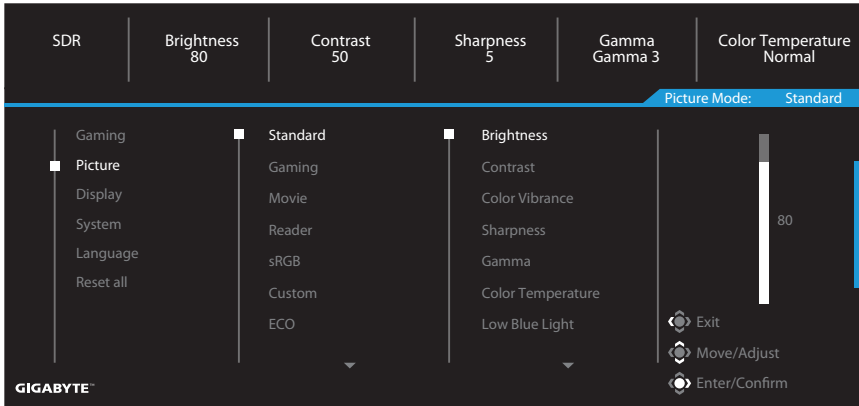 SDR
Brightness
80
Contrast
50
Sharpness
5
Gamma
Gamma 3
Color Temperature
Normal
Picture Mode: Standard
Gaming
Picture
Display
System
Language
Reset all
Standard
Gaming
Movie
Reader
sRGB
Custom
ECO
Brightness
Contrast
Color Vibrance
Sharpness
Gamma
Color Temperature
Low Blue Light
80
Exit
Move/Adjust
Enter/Confirm
GIGABYTE™